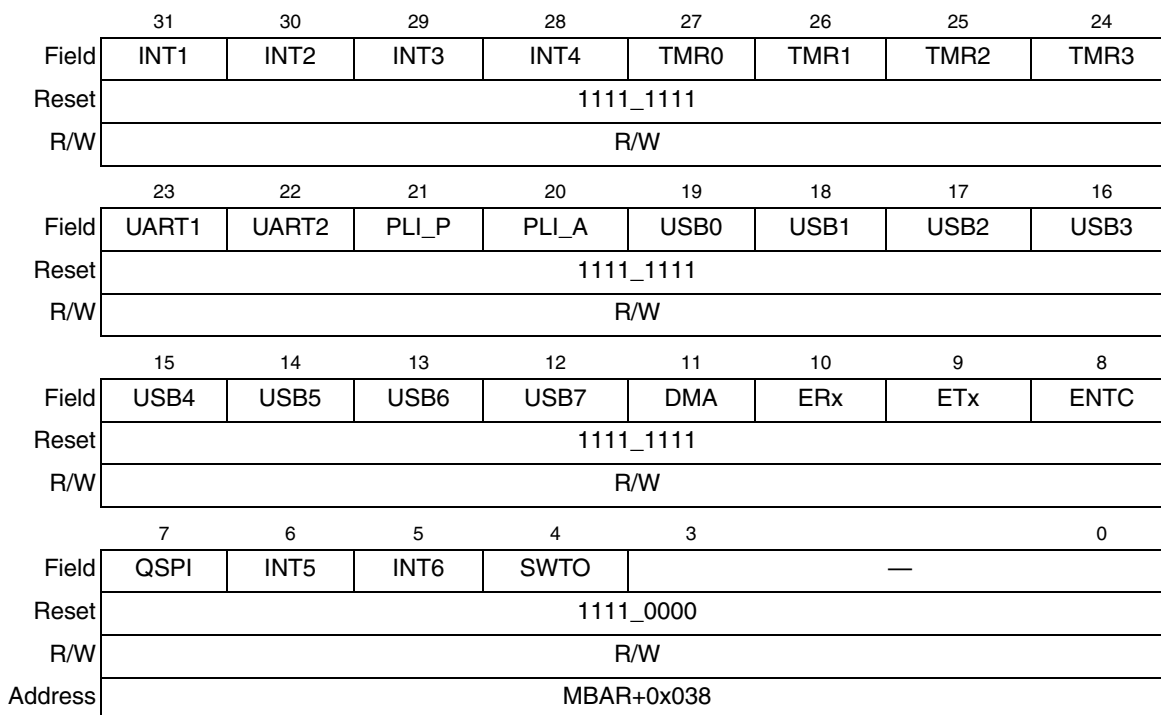 31 30 29 28 27 26 25 24
Field INT1 INT2 INT3 INT4 TMR0 TMR1 TMR2 TMR3
Reset 1111_1111
R/W R/W
23 22 21 20 19 18 17 16
Field UART1 UART2 PLI_P PLI_A USB0 USB1 USB2 USB3
Reset 1111_1111
R/W R/W
15 14 13 12 11 10 9 8
Field USB4 USB5 USB6 USB7 DMA ERx ETx ENTC
Reset 1111_1111
R/W R/W
7 6 5 4 3 0
Field QSPI INT5 INT6 SWTO —
Reset 1111_0000
R/W R/W
Address MBAR+0x038